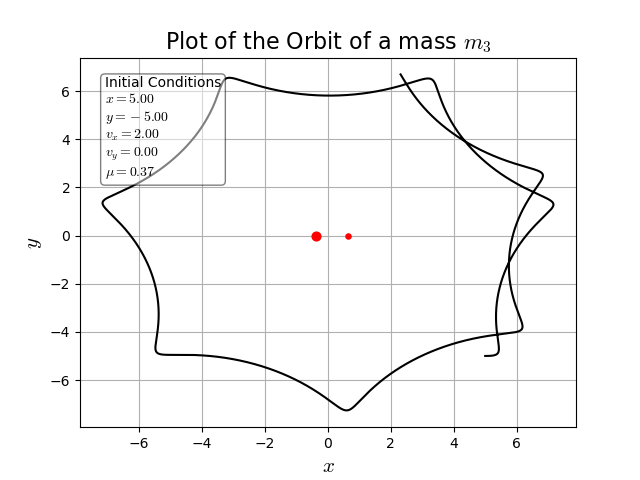 Plot of the Orbit of a mass m₃
Initial Conditions
x = 5.00
y = − 5.00
vₓ = 2.00
v_y = 0.00
μ = 0.37
6
4
2
0
−2
−4
−6
y
−6 −4 −2 0 2 4 6
x